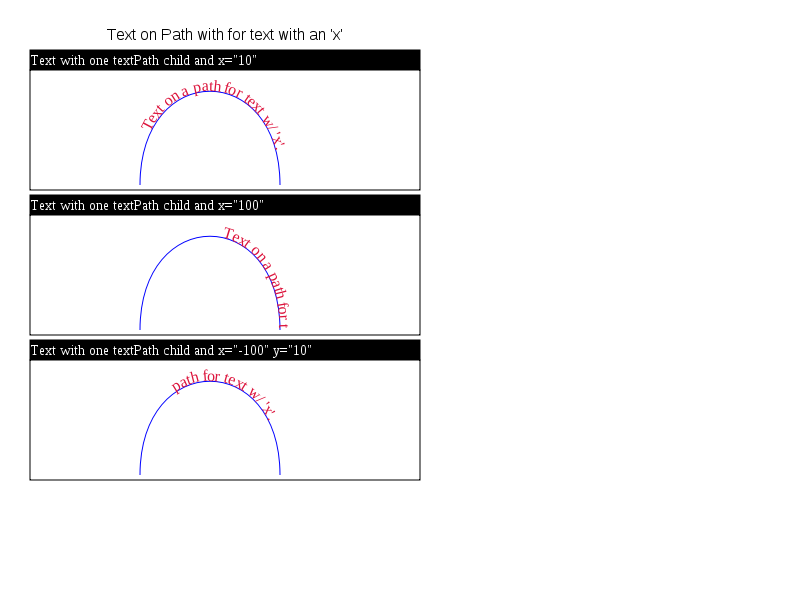 Text on Path with for text with an 'x'
Text with one textPath child and x="10"
Text on a path for text w/ 'x'.
Text with one textPath child and x="100"
Text on a path for t
Text with one textPath child and x="-100" y="10"
path for text w/ 'x'.